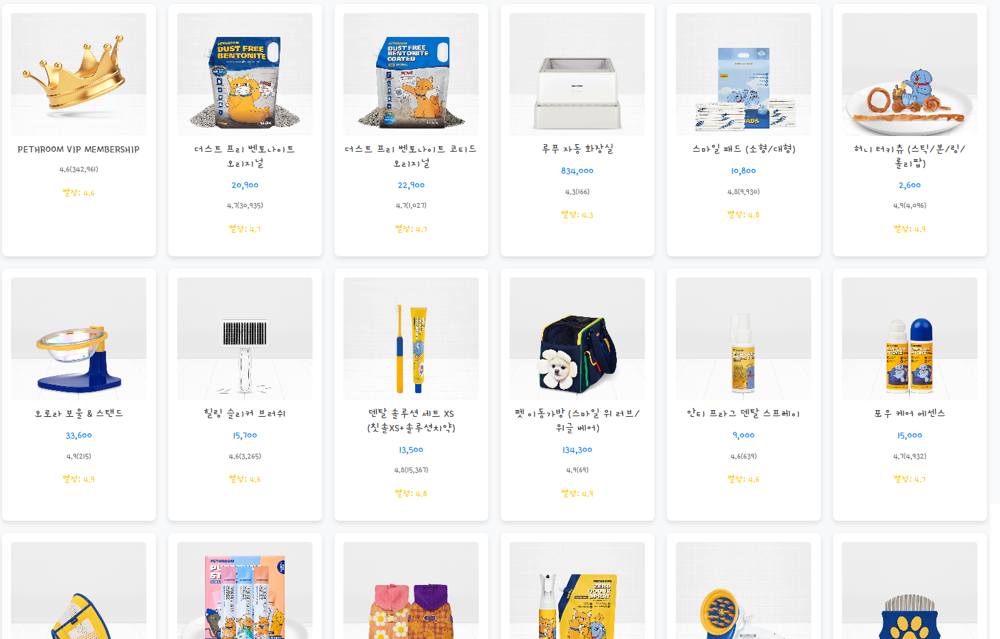 PETHROOM
DUST FREE
BENTONITE
PETHROOM
DUST FREE
BENTONITE
COATED
PETHROOM VIP MEMBERSHIP
4.6(342,961)
별점: 4.6
더스트 프리 벤토나이트
오리지널
20,900
4.7(30,935)
별점: 4.7
더스트 프리 벤토나이트 코티드
오리지널
22,900
4.7(1,027)
별점: 4.7
루푸 자동 화장실
834,000
4.3(166)
별점: 4.3
스마일 패드 (소형/대형)
10,800
4.8(9,930)
별점: 4.8
허니 터키츄 (스틱/본/링/
롤리팝)
2,600
4.9(4,096)
별점: 4.9
오로라 보울 & 스탠드
33,600
4.9(215)
별점: 4.9
힐링 슬리커 브러쉬
15,700
4.6(3,265)
별점: 4.6
덴탈 솔루션 세트 XS
(칫솔XS+솔루션치약)
13,500
4.8(15,367)
별점: 4.8
펫 이동가방 (스마일 위 러브/
위글 베어)
134,300
4.9(69)
별점: 4.9
안티 프라그 덴탈 스프레이
9,000
4.6(639)
별점: 4.6
포우 케어 에센스
15,000
4.7(4,932)
별점: 4.7
PETHROOM
PETHROOM
ZERO
ODOUR
SPRAY